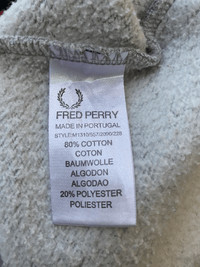 FRED PERRY
MADE IN PORTUGAL
80% COTTON
COTON
BAUMWOLLE
ALGODON
ALGODAO
20% POLYESTER
POLIESTER